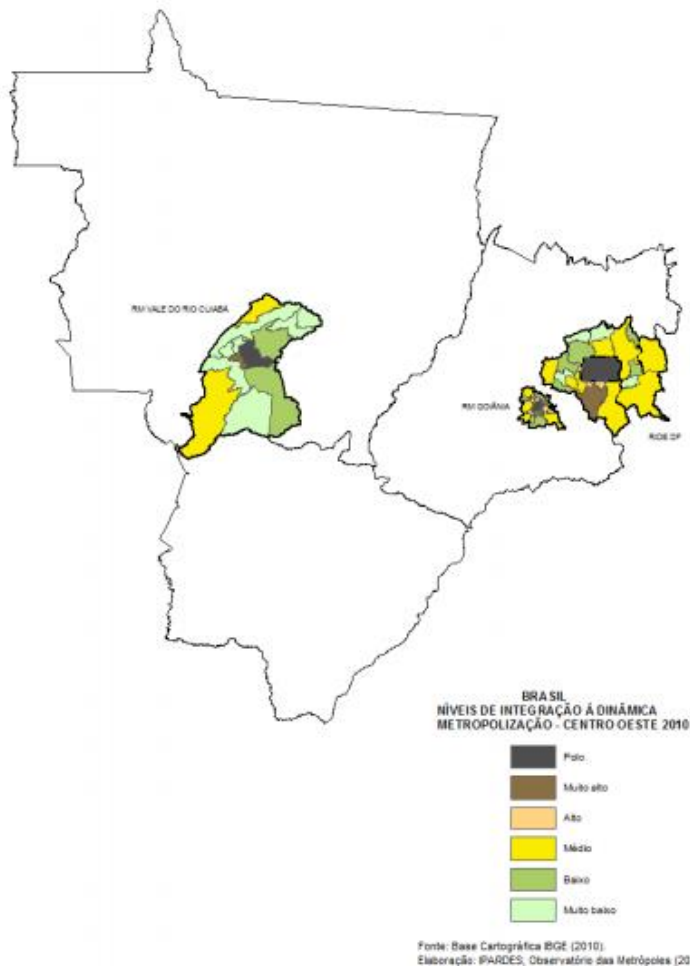 RM VALE DO RIO CUIABÁ
RM GOIÂNIA
RIDE DF
BRASIL
NÍVEIS DE INTEGRAÇÃO À DINÂMICA
METROPOLIZAÇÃO - CENTRO OESTE 2010
Polo
Muito alto
Alto
Médio
Baixo
Muito baixo
Fonte: Base Cartográfica IBGE (2010).
Elaboração: IPARDES, Observatório das Metrópoles (20